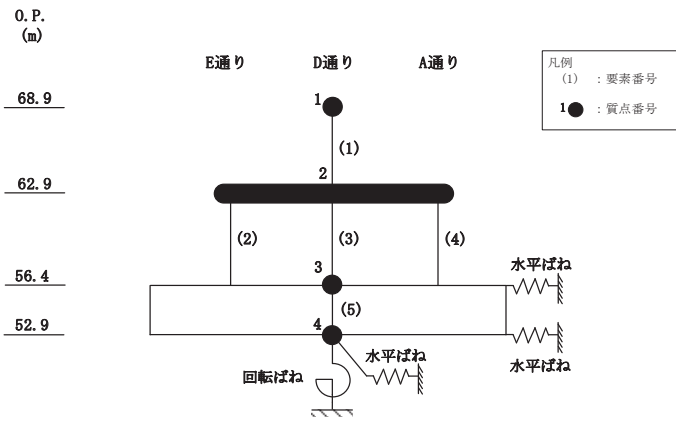 O.P.
(m)
E通り D通り A通り
凡例
(1) : 要素番号
1 : 質点番号
68.9
1
(1)
62.9
2
(2) (3) (4)
56.4
3
水平ばね
(5)
52.9
4
水平ばね
水平ばね
回転ばね